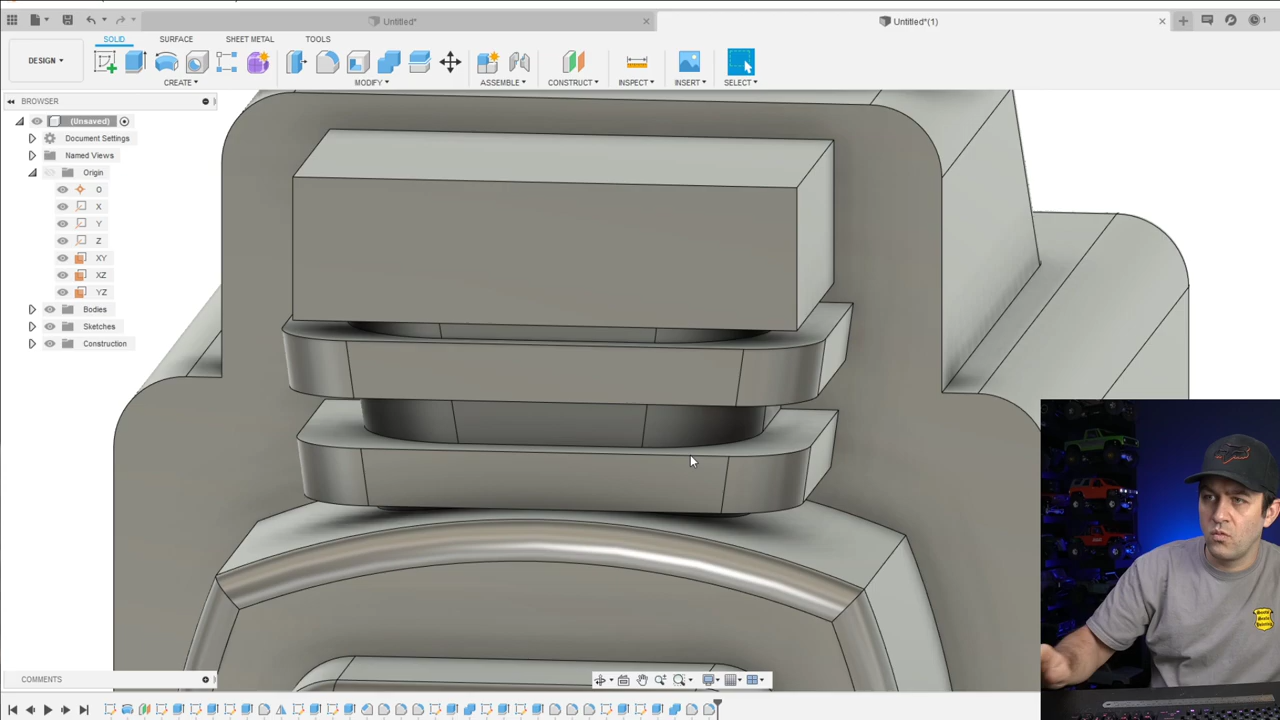 Untitled*
Untitled*(1)
1
SOLID
SURFACE
SHEET METAL
TOOLS
DESIGN
CREATE
MODIFY
ASSEMBLE
CONSTRUCT
INSPECT
INSERT
SELECT
BROWSER
(Unsaved)
Document Settings
Named Views
Origin
O
X
Y
Z
XY
XZ
YZ
Bodies
Sketches
Construction
COMMENTS